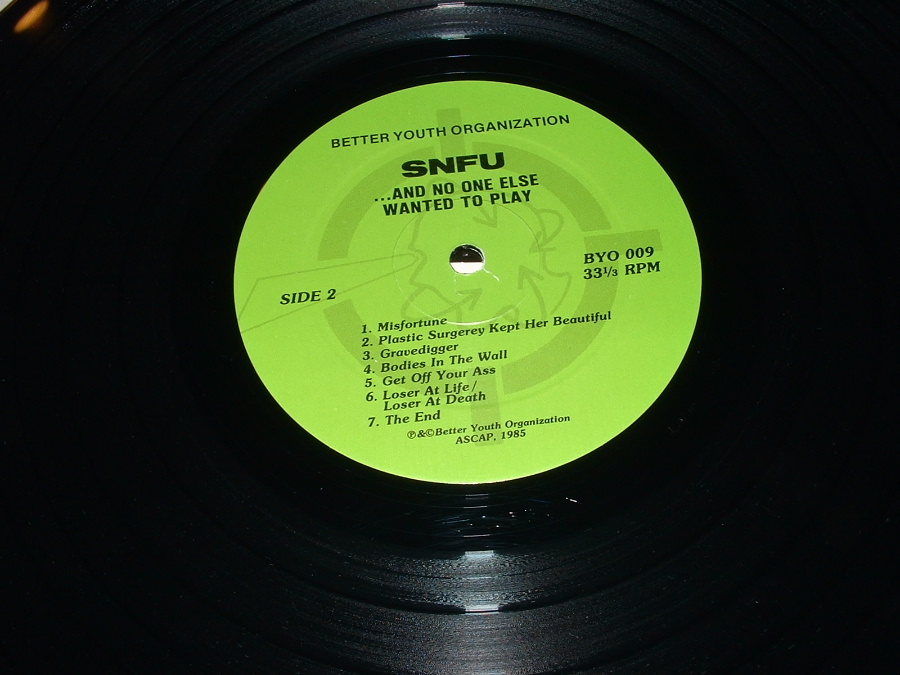 BETTER YOUTH ORGANIZATION
SNFU
...AND NO ONE ELSE
WANTED TO PLAY
BYO 009
33⅓ RPM
SIDE 2
1. Misfortune
2. Plastic Surgerey Kept Her Beautiful
3. Gravedigger
4. Bodies In The Wall
5. Get Off Your Ass
6. Loser At Life/
Loser At Death
7. The End
℗&©Better Youth Organization
ASCAP, 1985